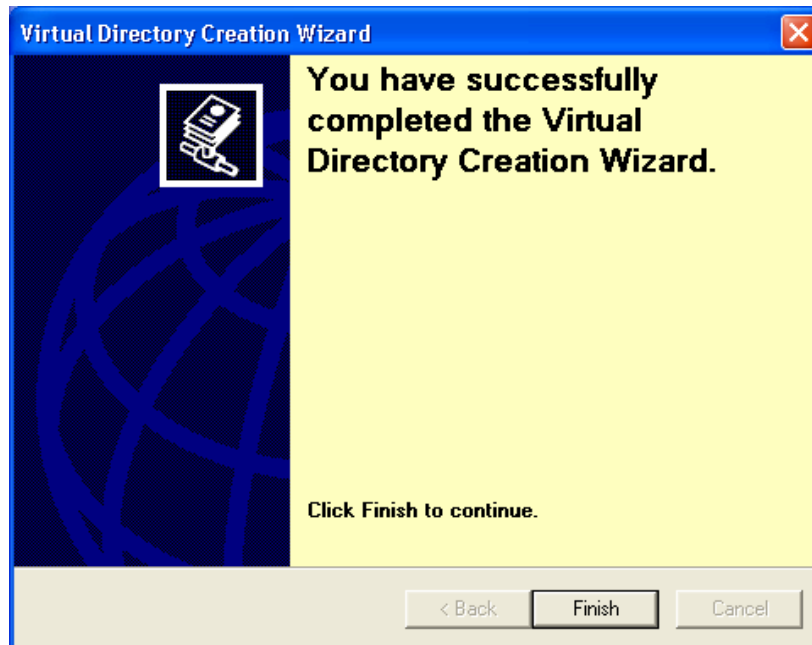 Virtual Directory Creation Wizard
You have successfully
completed the Virtual
Directory Creation Wizard.
Click Finish to continue.
< Back
Finish
Cancel